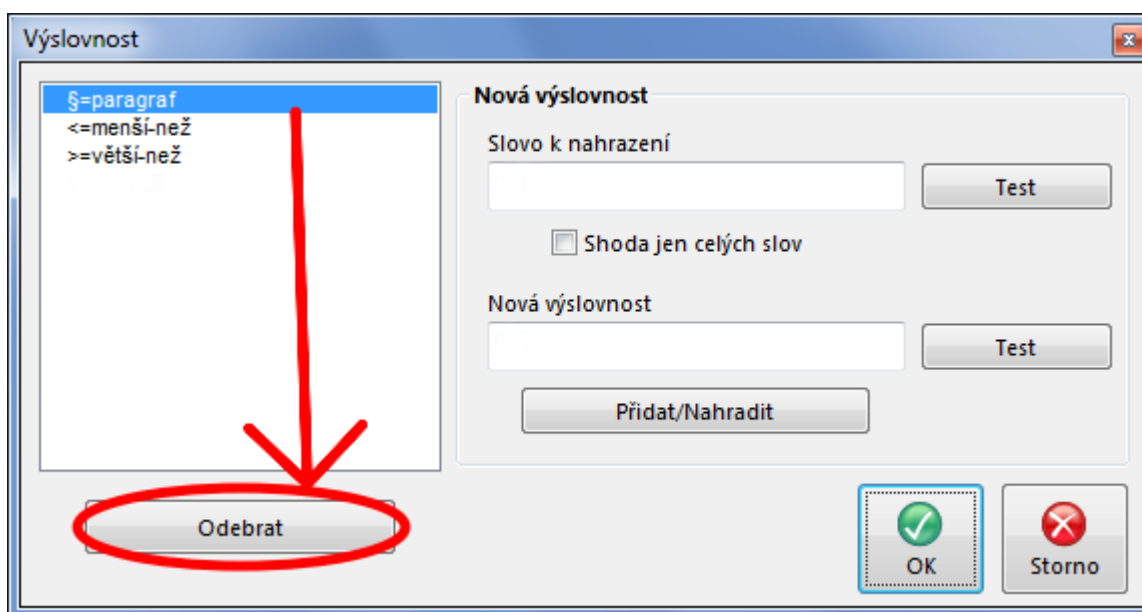 Výslovnost
§=paragraf
<=menší-než
>=větší-než
Nová výslovnost
Slovo k nahrazení
Test
Shoda jen celých slov
Nová výslovnost
Test
Přidat/Nahradit
Odebrat
OK
Storno